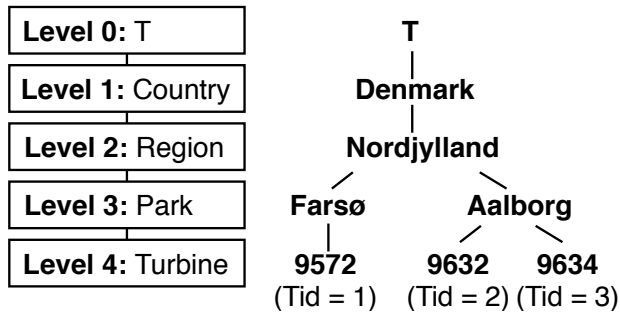 Level 0: T
Level 1: Country
Level 2: Region
Level 3: Park
Level 4: Turbine
T
Denmark
Nordjylland
Farsø Aalborg
9572 9632 9634
(Tid = 1) (Tid = 2) (Tid = 3)